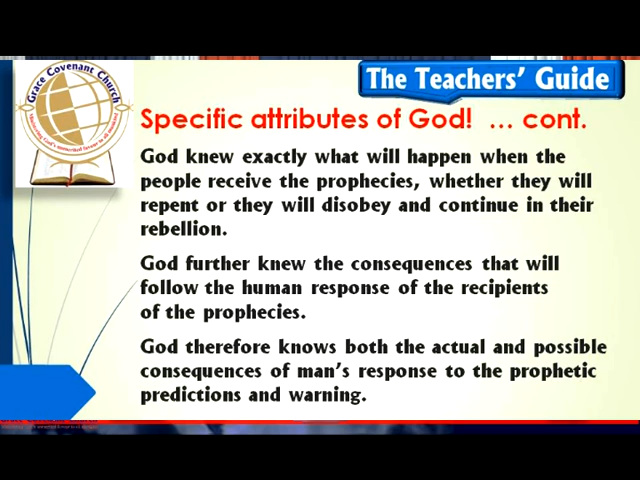 Grace Covenant Church
The Teachers' Guide
Specific attributes of God! ... cont.
God knew exactly what will happen when the
people receive the prophecies, whether they will
repent or they will disobey and continue in their
rebellion.
God further knew the consequences that will
follow the human response of the recipients
of the prophecies.
God therefore knows both the actual and possible
consequences of man's response to the prophetic
predictions and warning.